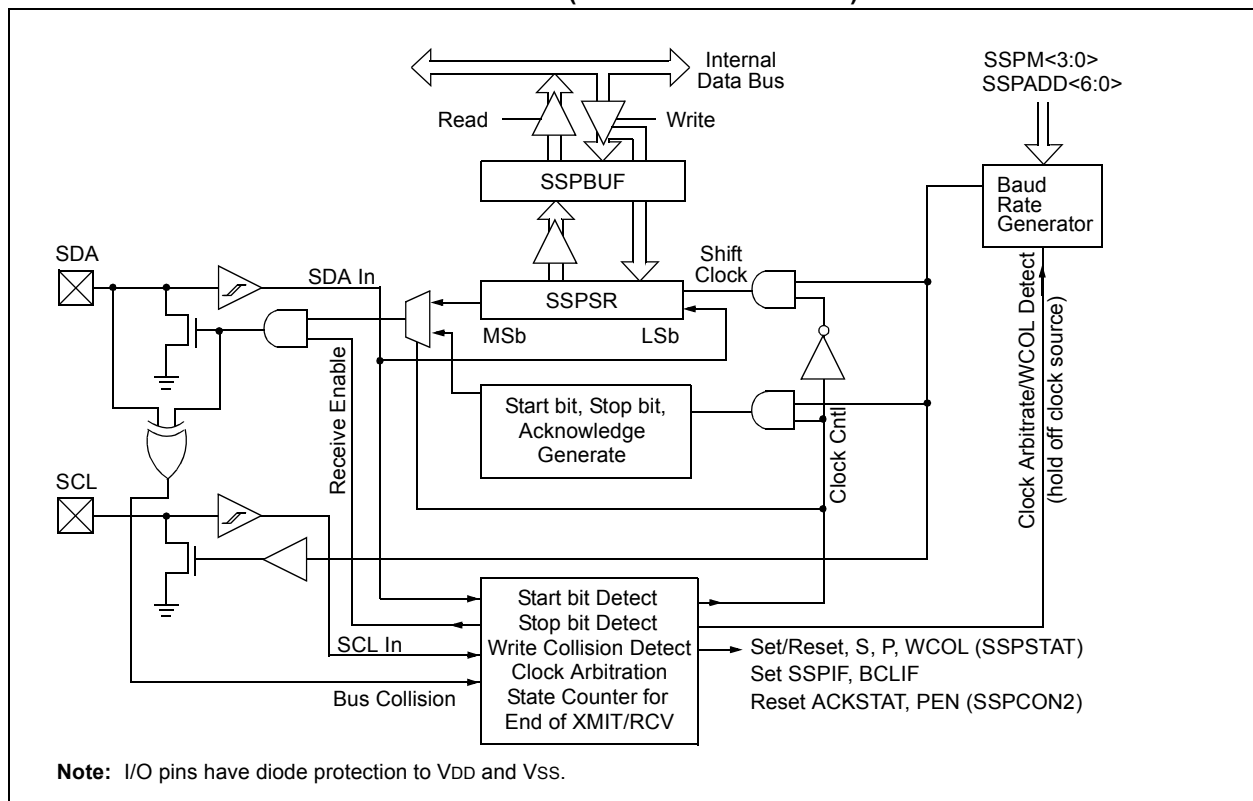 Internal
Data Bus
SSPM<3:0>
SSPADD<6:0>
Read
Write
SSPBUF
Baud
Rate
Generator
SDA
SDA In
Shift
Clock
SSPSR
MSb
LSb
Start bit, Stop bit,
Acknowledge
Generate
Receive Enable
Clock Cntl
Clock Arbitrate/WCOL Detect
(hold off clock source)
SCL
SCL In
Bus Collision
Start bit Detect
Stop bit Detect
Write Collision Detect
Clock Arbitration
State Counter for
End of XMIT/RCV
Set/Reset, S, P, WCOL (SSPSTAT)
Set SSPIF, BCLIF
Reset ACKSTAT, PEN (SSPCON2)
Note: I/O pins have diode protection to VDD and VSS.